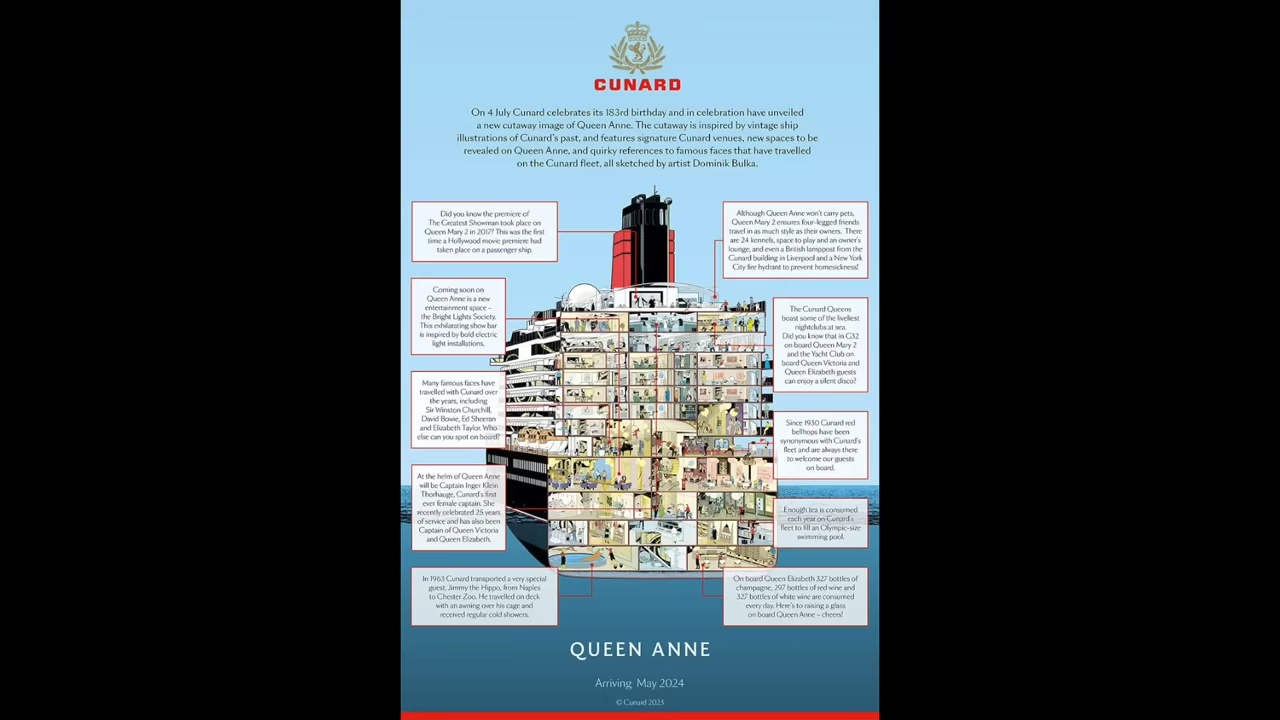 CUNARD
On 4 July Cunard celebrates its 183rd birthday and in celebration have unveiled
a new cutaway image of Queen Anne. The cutaway is inspired by vintage ship
illustrations of Cunard's past, and features signature Cunard venues, new spaces to be
revealed on Queen Anne, and quirky references to famous faces that have travelled
on the Cunard fleet, all sketched by artist Dominik Bulka.
Did you know the premiere of
The Greatest Showman took place on
Queen Mary 2 in 2017? This was the first
time a Hollywood movie premiere had
taken place on a passenger ship.
Although Queen Anne won't carry pets,
Queen Mary 2 ensures four-legged friends
travel in as much style as their owners. There
are 24 kennels, space to play and an owner's
lounge, and even a British lamppost from the
Cunard building in Liverpool and a New York
City fire hydrant to prevent homesickness!
Coming soon on
Queen Anne is a new
entertainment space –
the Bright Lights Society.
This exhilarating show bar
is inspired by bold electric
light installations.
The Cunard Queens
boast some of the liveliest
nightclubs at sea.
Did you know that in G32
on board Queen Mary 2
and the Yacht Club on
board Queen Victoria and
Queen Elizabeth guests
can enjoy a silent disco?
Many famous faces have
travelled with Cunard over
the years, including
Sir Winston Churchill,
David Bowie, Ed Sheeran
and Elizabeth Taylor. Who
else can you spot on board?
Since 1930 Cunard red
bellhops have been
synonymous with Cunard's
fleet and are always there
to welcome our guests
on board.
At the helm of Queen Anne
will be Captain Inger Klein
Thorhauge, Cunard's first
ever female captain. She
recently celebrated 25 years
of service and has also been
Captain of Queen Victoria
and Queen Elizabeth.
Enough tea is consumed
each year on Cunard's
fleet to fill an Olympic-size
swimming pool.
In 1963 Cunard transported a very special
guest, Jimmy the Hippo, from Naples
to Chester Zoo. He travelled on deck
with an awning over his cage and
received regular cold showers.
On board Queen Elizabeth 327 bottles of
champagne, 297 bottles of red wine and
327 bottles of white wine are consumed
every day. Here's to raising a glass
on board Queen Anne – cheers!
QUEEN ANNE
Arriving May 2024
© Cunard 2023